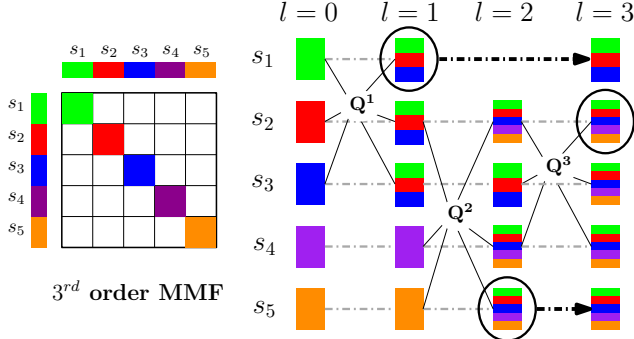 l = 0 l = 1 l = 2 l = 3
s₁ s₂ s₃ s₄ s₅
s₁
s₂
s₃
s₄
s₅
3ʳᵈ order MMF
s₁
s₂
s₃
s₄
s₅
Q¹
Q²
Q³